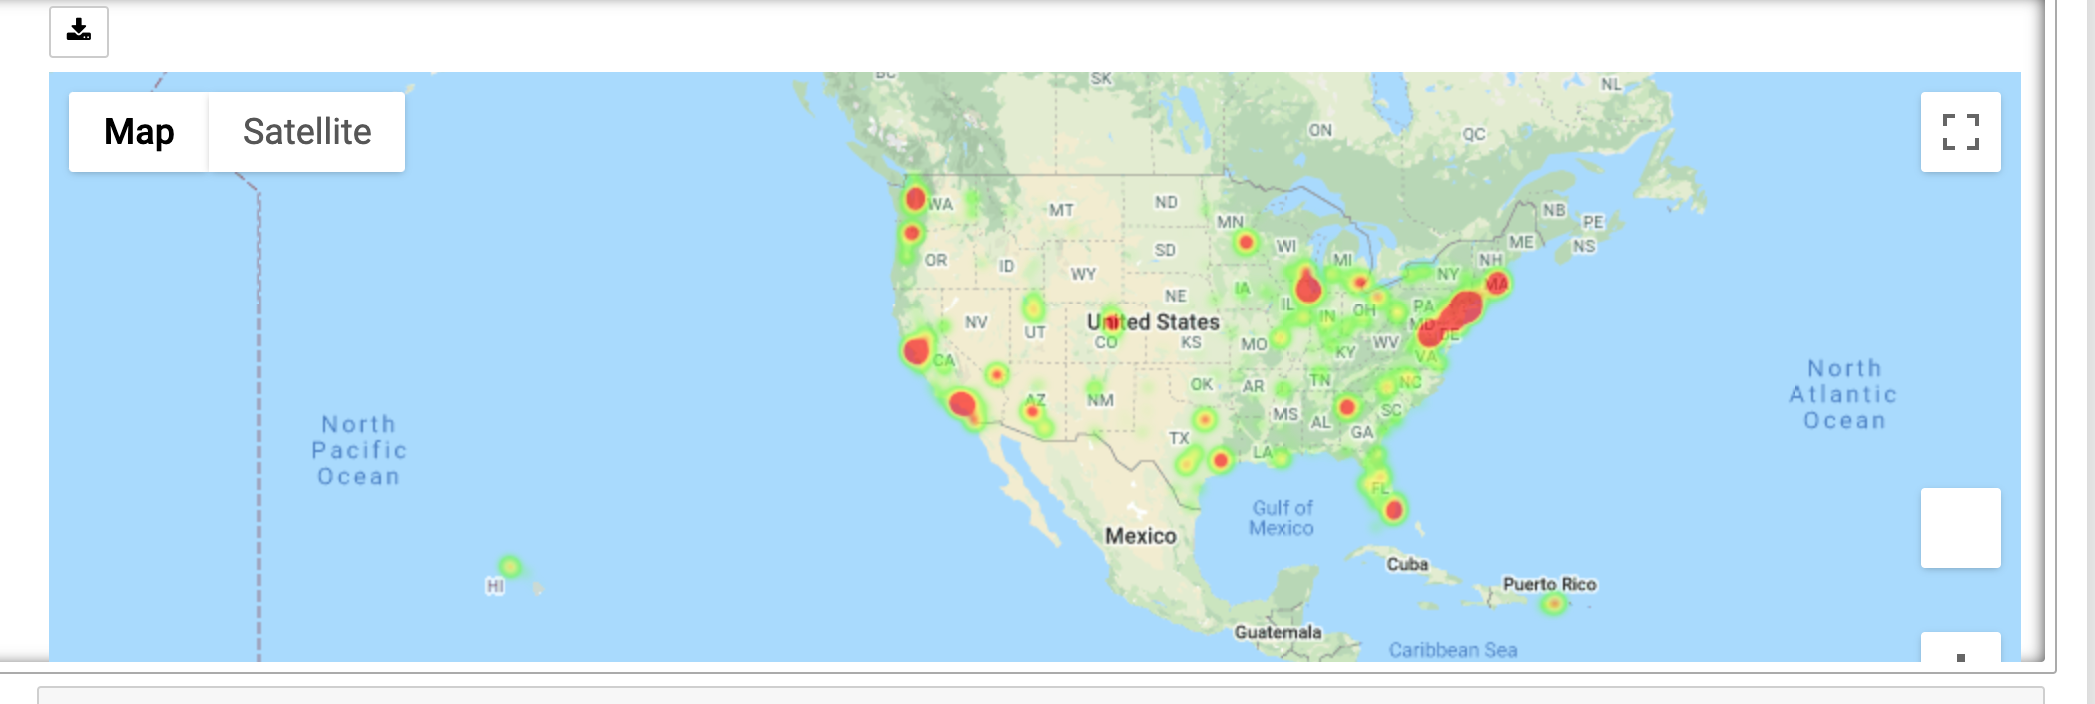 Map
Satellite
BC
SK
NL
ON
QC
WA
MT
ND
MN
NB
PE
OR
ID
SD
WI
MI
ME
NS
NH
WY
NY
MA
IA
NE
IL
IN
OH
PA
NV
UT
United States
MD
DE
CO
KS
MO
WV
CA
KY
VA
North
Atlantic
Ocean
AZ
NM
OK
AR
TN
NC
MS
AL
SC
GA
North
Pacific
Ocean
TX
LA
FL
Gulf of
Mexico
Mexico
HI
Cuba
Puerto Rico
Guatemala
Caribbean Sea